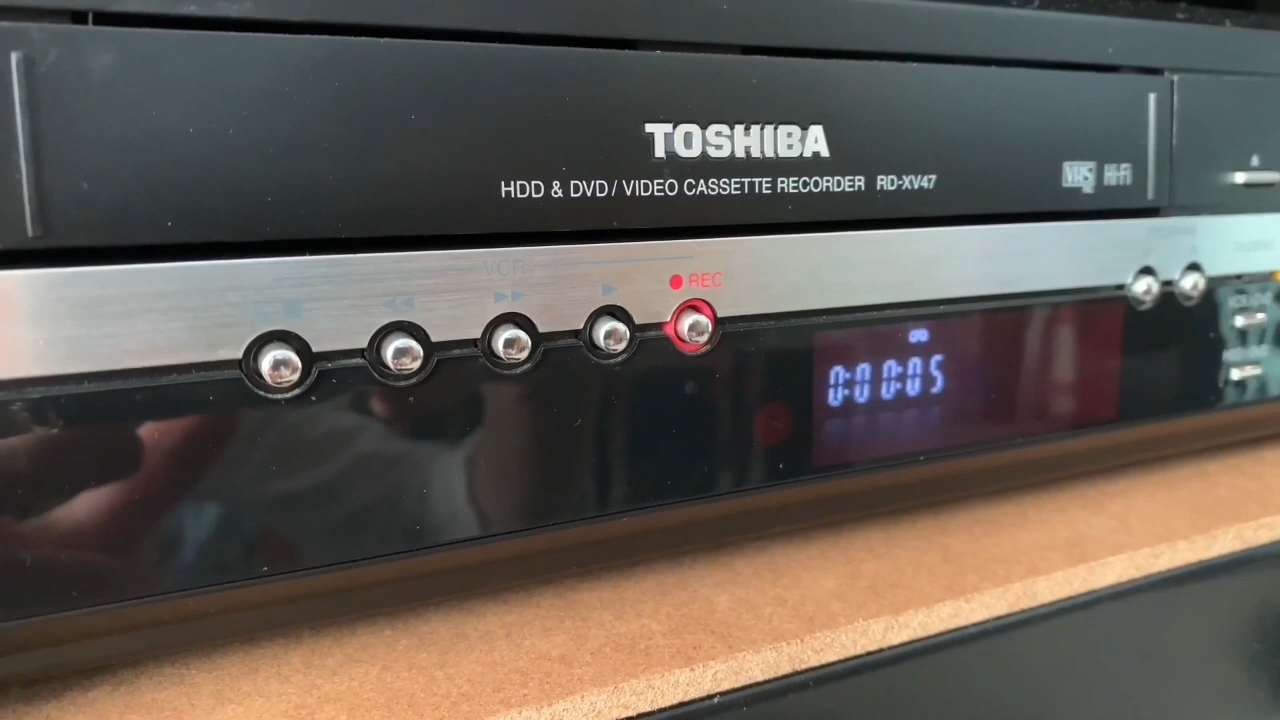 TOSHIBA
HDD & DVD / VIDEO CASSETTE RECORDER RD-XV47
VHS Hi-Fi
VCR
REC
0:00:05